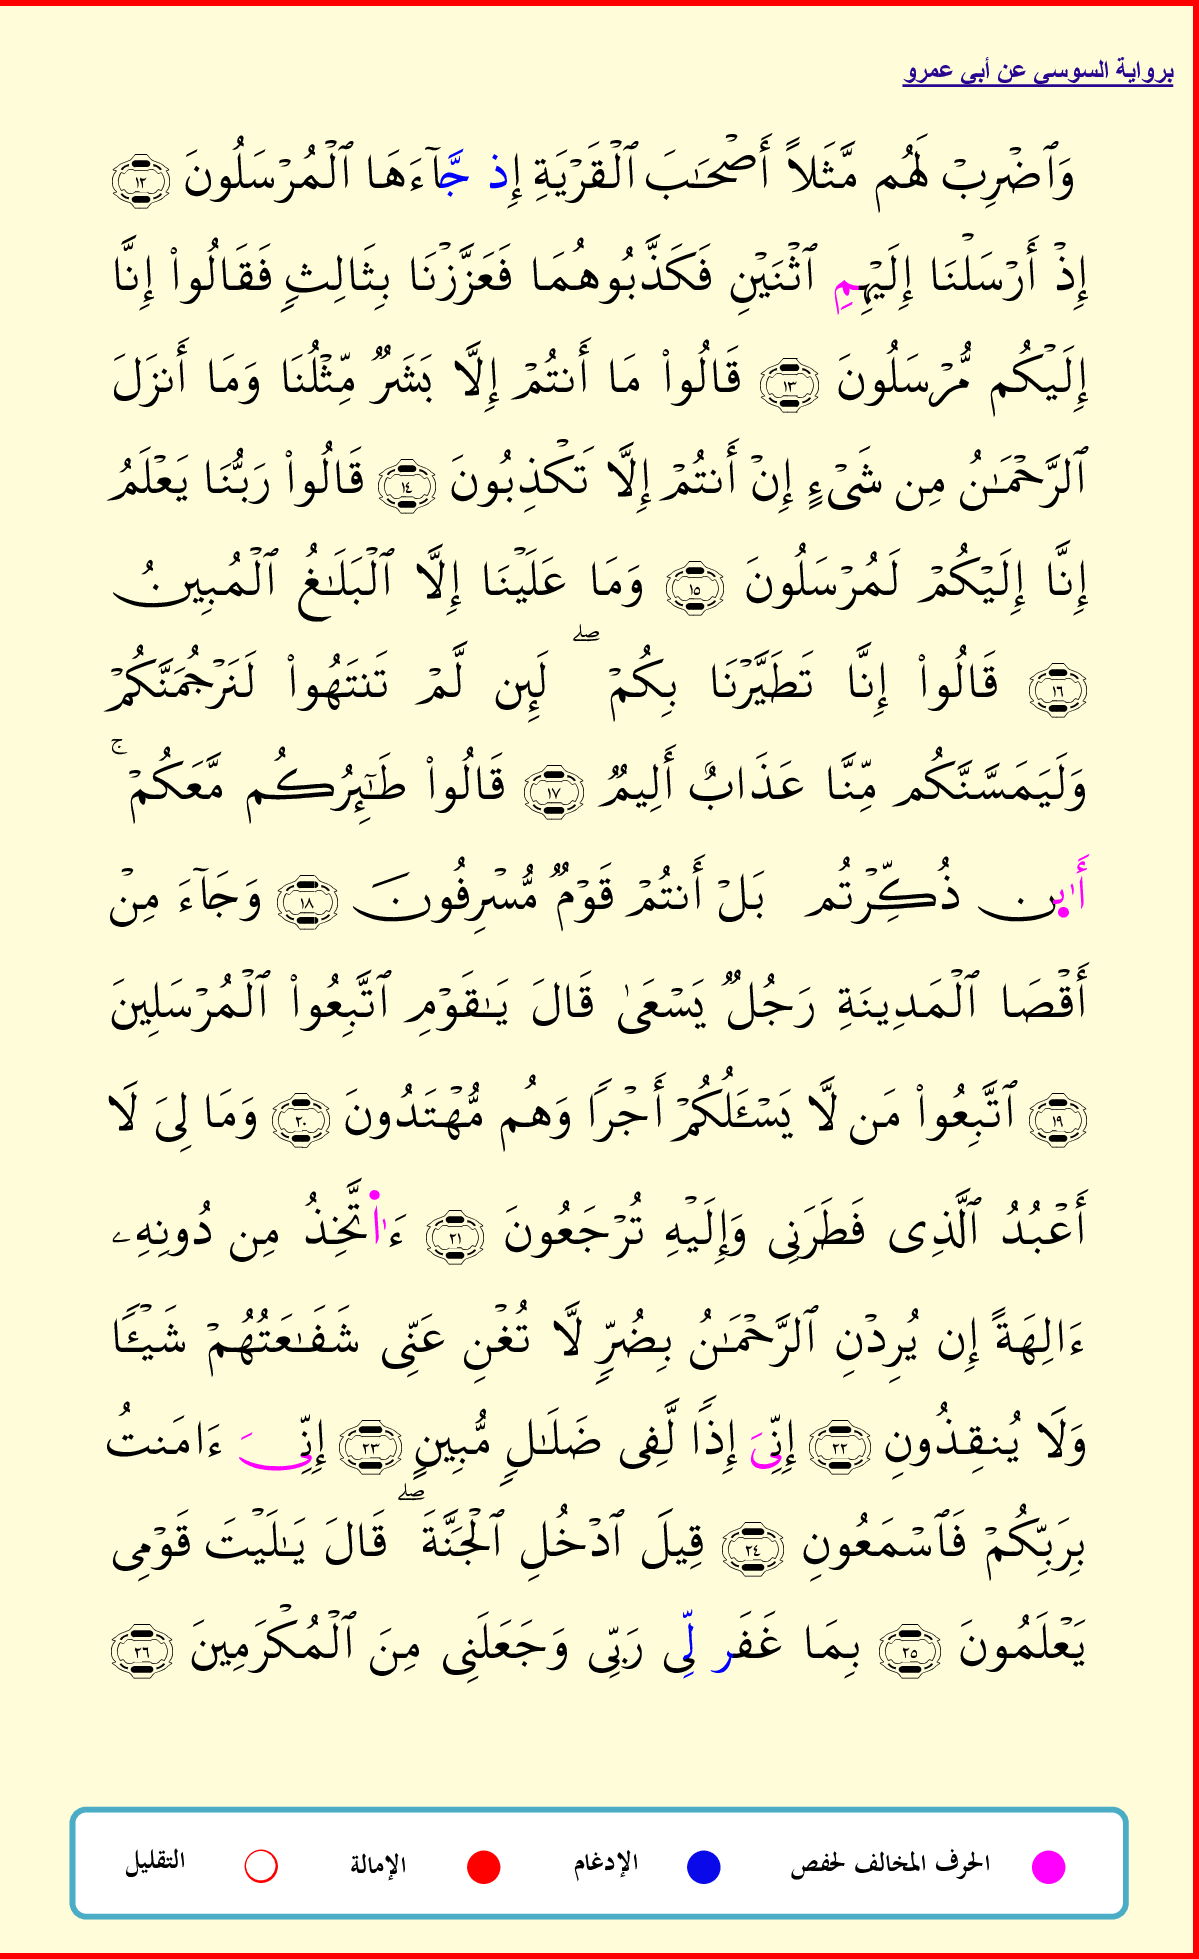 برواية السوسي عن أبي عمرو
وَٱضۡرِبۡ لَهُم مَّثَلاً أَصۡحَٰبَ ٱلۡقَرۡيَةِ إِذ جَّآءَهَا ٱلۡمُرۡسَلُونَ ١٢
إِذۡ أَرۡسَلۡنَا إِلَيۡهِمِ ٱثۡنَيۡنِ فَكَذَّبُوهُمَا فَعَزَّزۡنَا بِثَالِثٍ فَقَالُواْ إِنَّا
إِلَيۡكُم مُّرۡسَلُونَ ١٣ قَالُواْ مَا أَنتُمۡ إِلَّا بَشَرٌ مِّثۡلُنَا وَمَا أَنزَلَ
ٱلرَّحۡمَٰنُ مِن شَيۡءٍ إِنۡ أَنتُمۡ إِلَّا تَكۡذِبُونَ ١٤ قَالُواْ رَبُّنَا يَعۡلَمُ
إِنَّا إِلَيۡكُمۡ لَمُرۡسَلُونَ ١٥ وَمَا عَلَيۡنَا إِلَّا ٱلۡبَلَٰغُ ٱلۡمُبِينُ
١٦ قَالُواْ إِنَّا تَطَيَّرۡنَا بِكُمۡۖ لَئِن لَّمۡ تَنتَهُواْ لَنَرۡجُمَنَّكُمۡ
وَلَيَمَسَّنَّكُم مِّنَّا عَذَابٌ أَلِيمٌ ١٧ قَالُواْ طَٰٓئِرُكُم مَّعَكُمۡۚ
أَٰي۪ن ذُكِّرۡتُم بَلۡ أَنتُمۡ قَوۡمٌ مُّسۡرِفُونَ ١٨ وَجَآءَ مِنۡ
أَقۡصَا ٱلۡمَدِينَةِ رَجُلٌ يَسۡعَىٰ قَالَ يَٰقَوۡمِ ٱتَّبِعُواْ ٱلۡمُرۡسَلِينَ
١٩ ٱتَّبِعُواْ مَن لَّا يَسۡـَٔلُكُمۡ أَجۡرًا وَهُم مُّهۡتَدُونَ ٢٠ وَمَا لِيَ لَا
أَعۡبُدُ ٱلَّذِي فَطَرَنِي وَإِلَيۡهِ تُرۡجَعُونَ ٢١ ءَا۬تَّخِذُ مِن دُونِهِۦ
ءَالِهَةً إِن يُرِدۡنِ ٱلرَّحۡمَٰنُ بِضُرٍّ لَّا تُغۡنِ عَنِّي شَفَٰعَتُهُمۡ شَيۡـًٔا
وَلَا يُنقِذُونِ ٢٢ إِنِّيَ إِذًا لَّفِي ضَلَٰلٍ مُّبِينٍ ٢٣ إِنِّيَ ءَامَنتُ
بِرَبِّكُمۡ فَٱسۡمَعُونِ ٢٤ قِيلَ ٱدۡخُلِ ٱلۡجَنَّةَۖ قَالَ يَٰلَيۡتَ قَوۡمِي
يَعۡلَمُونَ ٢٥ بِمَا غَفَر لِّي رَبِّي وَجَعَلَنِي مِنَ ٱلۡمُكۡرَمِينَ ٢٦
الحرف المخالف لحفص الإدغام الإمالة التقليل